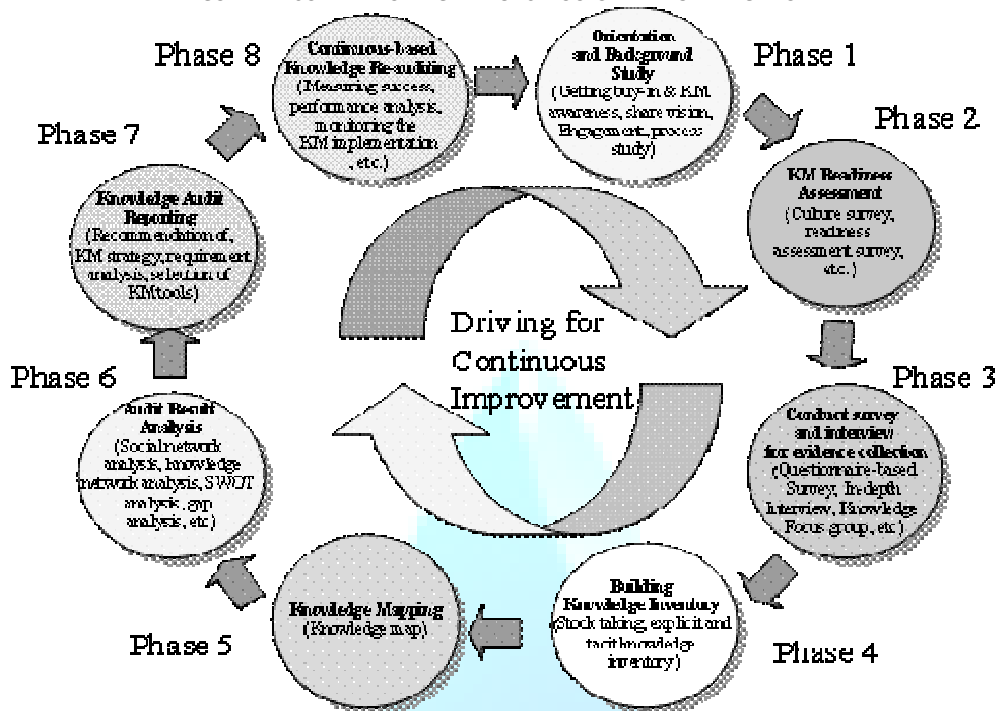 Phase 8
Continuous-based
Knowledge Re-auditing
(Measuring success,
performance analysis,
monitoring the
KM implementation
, etc.)
Orientation
and Background
Study
(Getting buy-in & KM
awareness, share vision,
Engagement, process
study)
Phase 1
Phase 2
KM Readiness
Assessment
(Culture survey,
readiness
assessment survey,
etc.)
Phase 3
Conduct survey
and interview
for evidence collection
(Questionnaire-based
Survey, In-depth
Interview, Knowledge
Focus group, etc)
Phase 4
Building
Knowledge Inventory
(Stock taking, explicit and
tacit knowledge
inventory)
Phase 5
Knowledge Mapping
(Knowledge map)
Phase 6
Audit Result
Analysis
(Social network
analysis, knowledge
network analysis, SWOT
analysis, gap
analysis, etc)
Phase 7
Knowledge Audit
Reporting
(Recommendation of,
KM strategy, requirement
analysis, selection of
KM tools)
Driving for
Continuous
Improvement